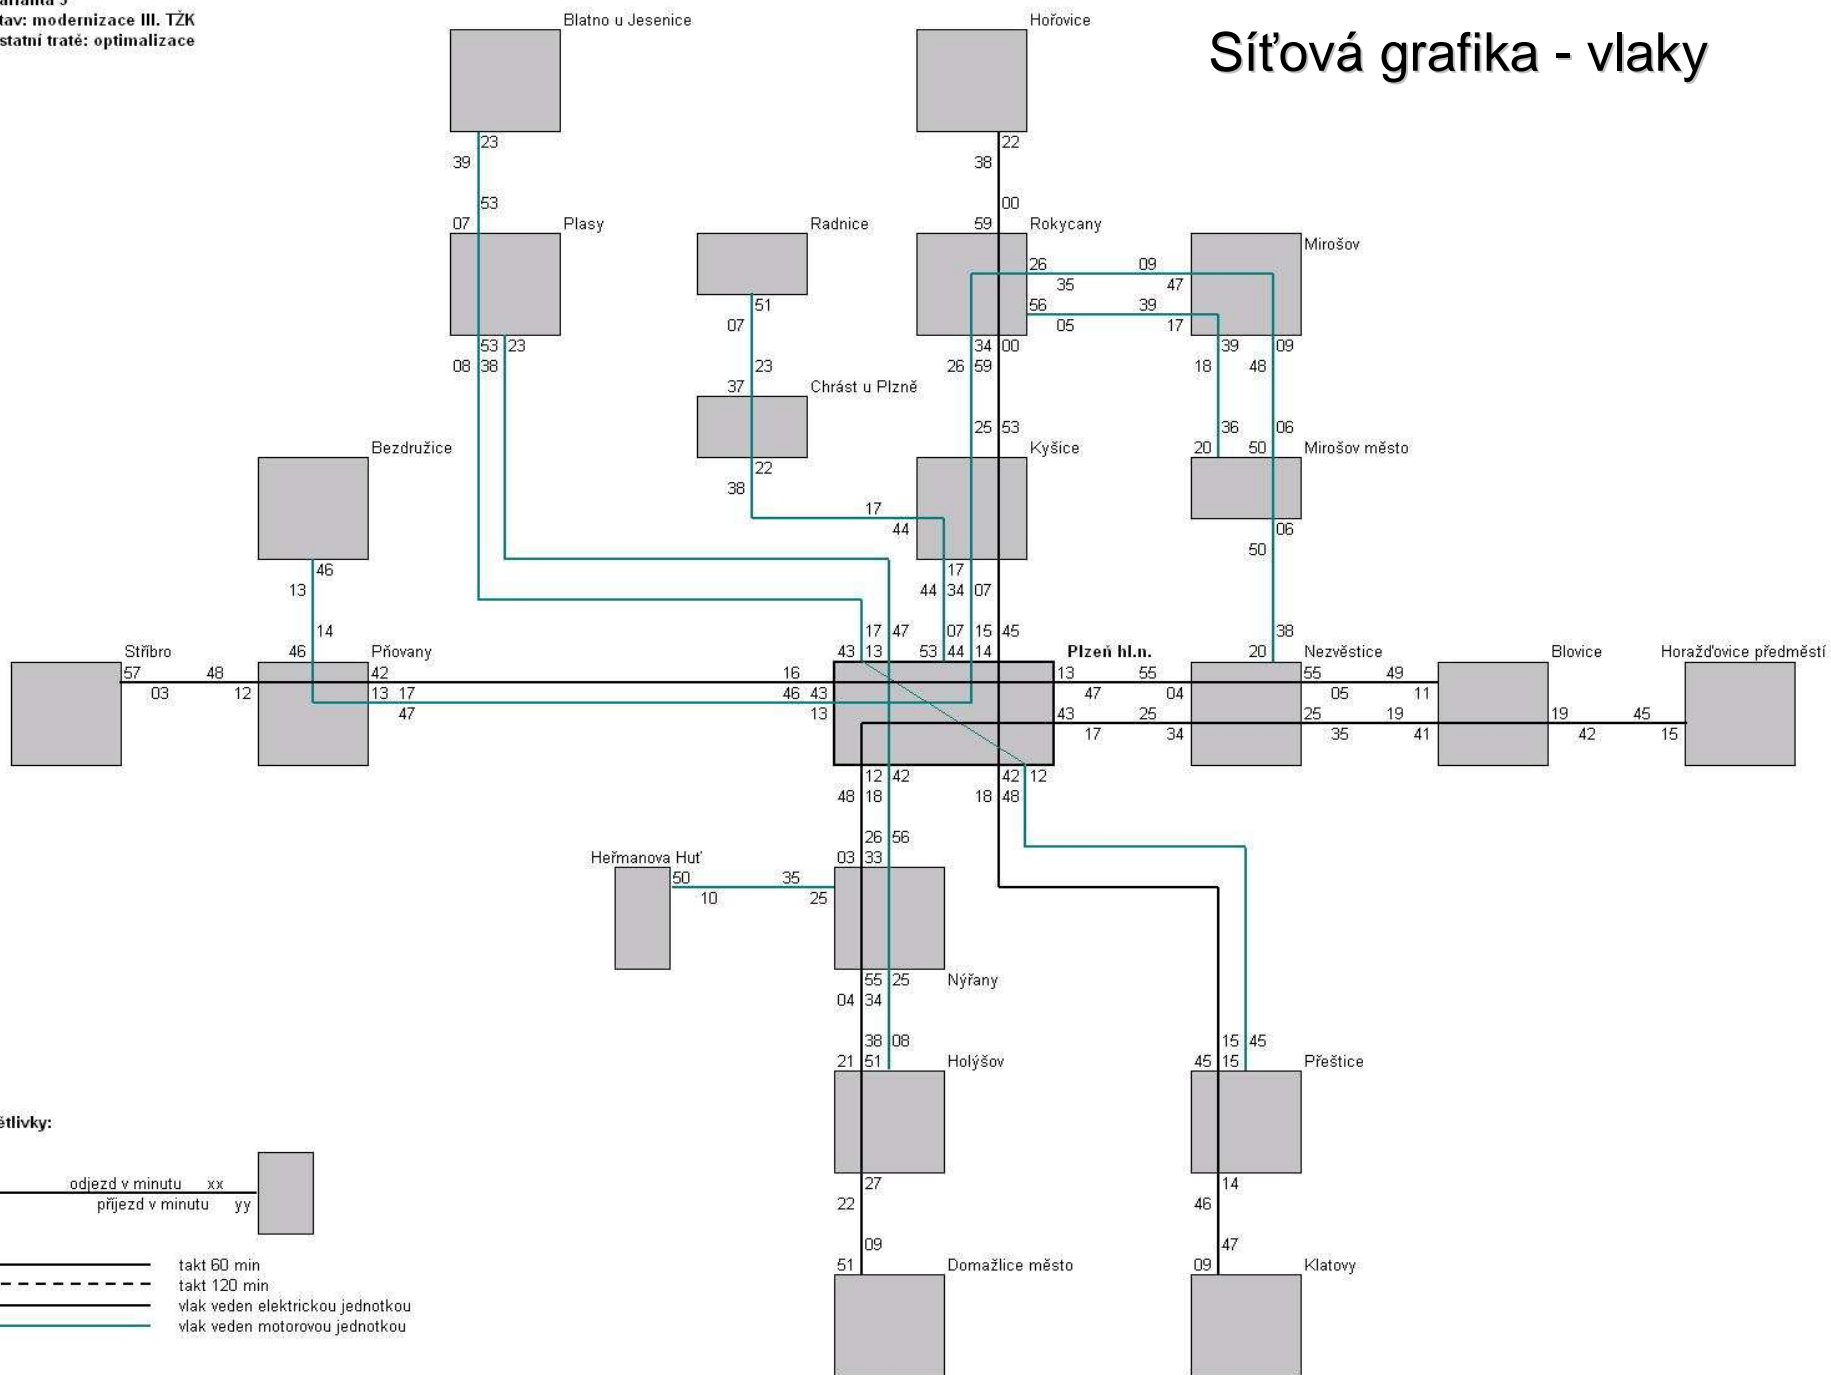 tav: modernizace III. TŽK
statní tratě: optimalizace
Síťová grafika - vlaky
Blatno u Jesenice
Hořovice
23
39
22
38
53
07
Plasy
00
59
Rokycany
Radnice
Mirošov
26
09
35
47
56
39
05
17
51
07
53 23
08 38
34 00
26 59
39
09
18
48
23
37
Chrást u Plzně
25 53
36
06
20
50
Kyšice
Mirošov město
Bezdružice
22
38
17
44
06
50
46
13
17
44 34 07
14
46
17 47
43 13
07 15 45
53 44 14
38
20
Stříbro
Pňovany
Plzeň hl.n.
Nezvěstice
Blovice
Horažďovice předměstí
57
48
03
12
42
13 17
47
16
46 43
13
13
55
47
04
55
49
05
11
43
25
17
34
25
19
35
41
19
45
42
15
12 42
48 18
42 12
18 48
26 56
03 33
Heřmanova Huť
50
35
10
25
55 25
04 34
Nýřany
38 08
21 51
Holýšov
15 45
45 15
Přeštice
27
22
14
46
09
51
Domažlice město
47
09
Klatovy
ětlivky:
odjezd v minutu xx
příjezd v minutu yy
takt 60 min
takt 120 min
vlak veden elektrickou jednotkou
vlak veden motorovou jednotkou